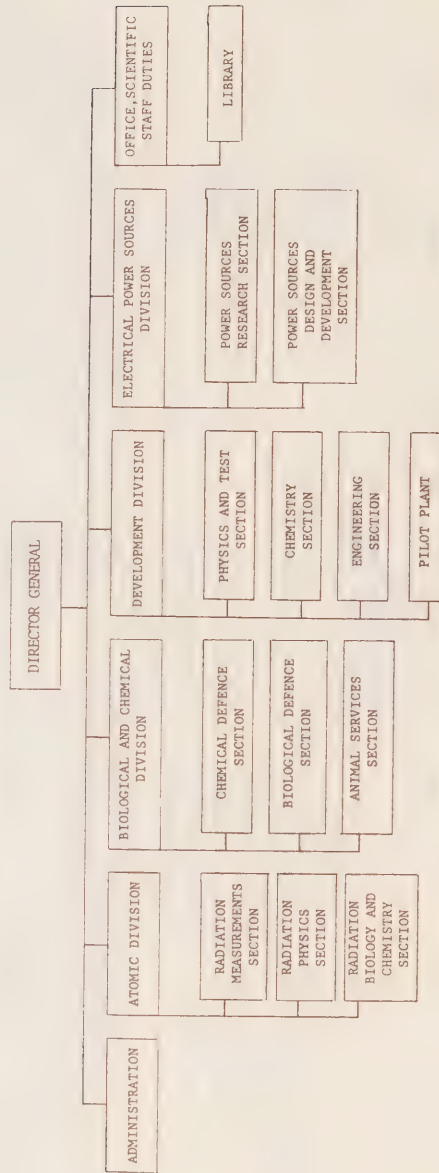 DIRECTOR GENERAL
ADMINISTRATION
ATOMIC DIVISION
RADIATION
MEASUREMENTS
SECTION
RADIATION
PHYSICS
SECTION
RADIATION
BIOLOGY AND
CHEMISTRY
SECTION
BIOLOGICAL AND CHEMICAL
DIVISION
CHEMICAL DEFENCE
SECTION
BIOLOGICAL DEFENCE
SECTION
ANIMAL SERVICES
SECTION
DEVELOPMENT DIVISION
PHYSICS AND TEST
SECTION
CHEMISTRY
SECTION
ENGINEERING
SECTION
PILOT PLANT
ELECTRICAL POWER SOURCES
DIVISION
POWER SOURCES
RESEARCH SECTION
POWER SOURCES
DESIGN AND
DEVELOPMENT
SECTION
OFFICE, SCIENTIFIC
STAFF DUTIES
LIBRARY